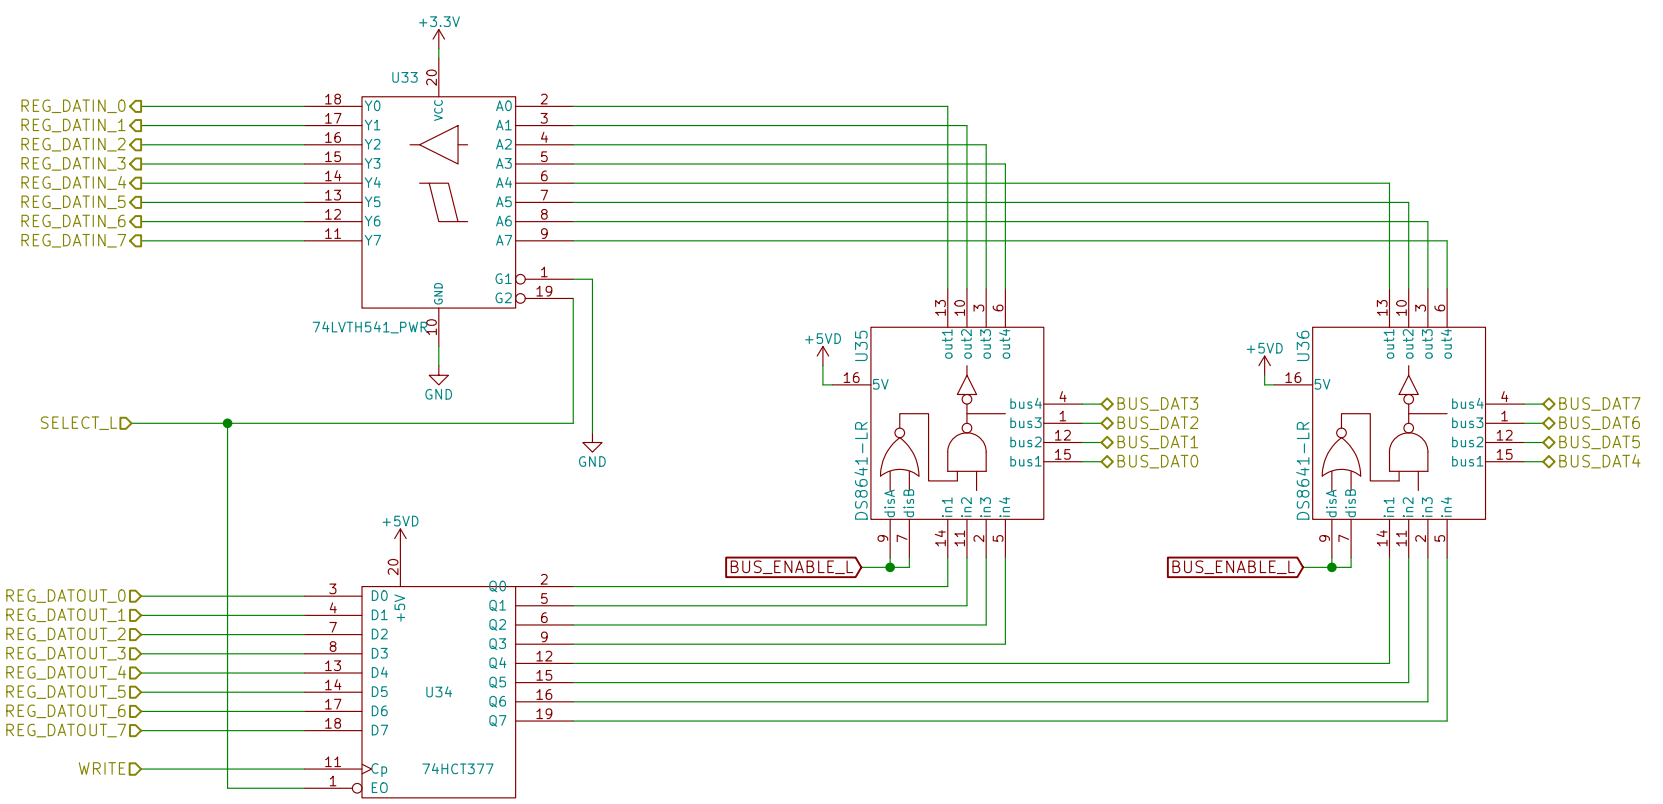 +3.3V
U33
20
VCC
REG_DATIN_0
18
Y0
A0
2
REG_DATIN_1
17
Y1
A1
3
REG_DATIN_2
16
Y2
A2
4
REG_DATIN_3
15
Y3
A3
5
REG_DATIN_4
14
Y4
A4
6
REG_DATIN_5
13
Y5
A5
7
REG_DATIN_6
12
Y6
A6
8
REG_DATIN_7
11
Y7
A7
9
G1
1
G2
19
GND
74LVTH541_PWR
10
GND
GND
SELECT_L
+5VD
U35
DS8641-LR
16
5V
13
10
3
6
out1
out2
out3
out4
bus4
4
BUS_DAT3
bus3
1
BUS_DAT2
bus2
12
BUS_DAT1
bus1
15
BUS_DAT0
disA
disB
in1
in2
in3
in4
9
7
14
11
2
5
BUS_ENABLE_L
+5VD
U36
DS8641-LR
16
5V
13
10
3
6
out1
out2
out3
out4
bus4
4
BUS_DAT7
bus3
1
BUS_DAT6
bus2
12
BUS_DAT5
bus1
15
BUS_DAT4
disA
disB
in1
in2
in3
in4
9
7
14
11
2
5
BUS_ENABLE_L
+5VD
20
+5V
REG_DATOUT_0
3
D0
Q0
2
REG_DATOUT_1
4
D1
Q1
5
REG_DATOUT_2
7
D2
Q2
6
REG_DATOUT_3
8
D3
Q3
9
REG_DATOUT_4
13
D4
Q4
12
REG_DATOUT_5
14
D5
U34
Q5
15
REG_DATOUT_6
17
D6
Q6
16
REG_DATOUT_7
18
D7
Q7
19
WRITE
11
Cp
74HCT377
1
EO